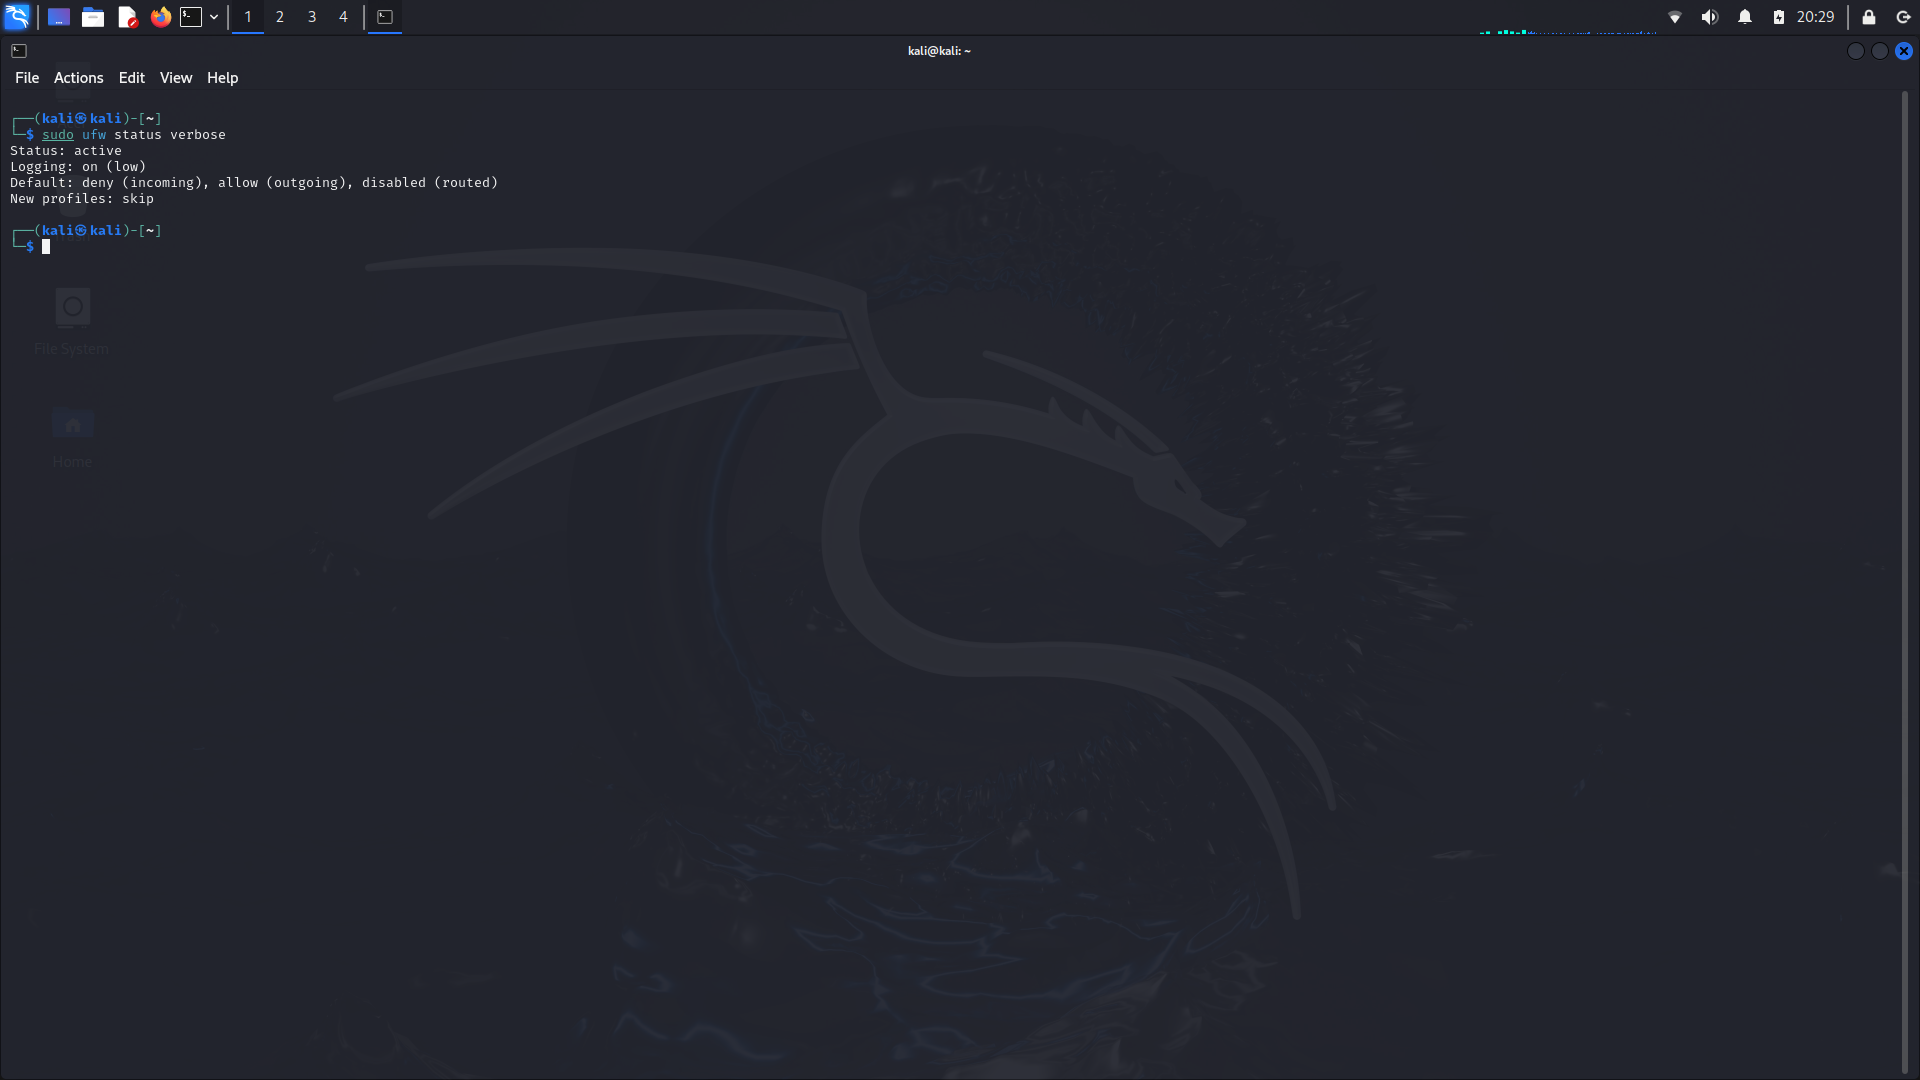 1 2 3 4 20:29
kali@kali: ~
File Actions Edit View Help
┌──(kali㉿kali)-[~]
└─$ sudo ufw status verbose
Status: active
Logging: on (low)
Default: deny (incoming), allow (outgoing), disabled (routed)
New profiles: skip
┌──(kali㉿kali)-[~]
└─$
File System
Home